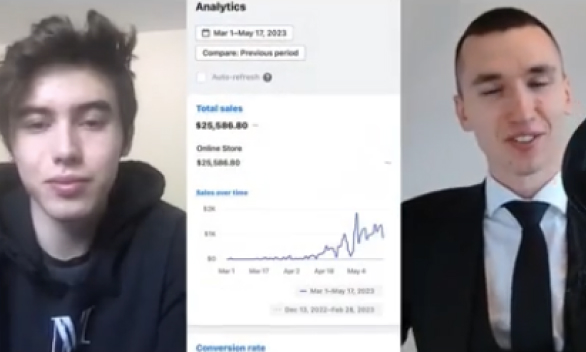 Analytics
Mar 1–May 17, 2023
Compare: Previous period
Auto-refresh
Total sales
$25,586.80
Online Store
$25,586.80
Sales over time
$2K
$1K
$0
Mar 1 Mar 17 Apr 2 Apr 18 May 4
Mar 1–May 17, 2023
Dec 13, 2022–Feb 28, 2023
Conversion rate